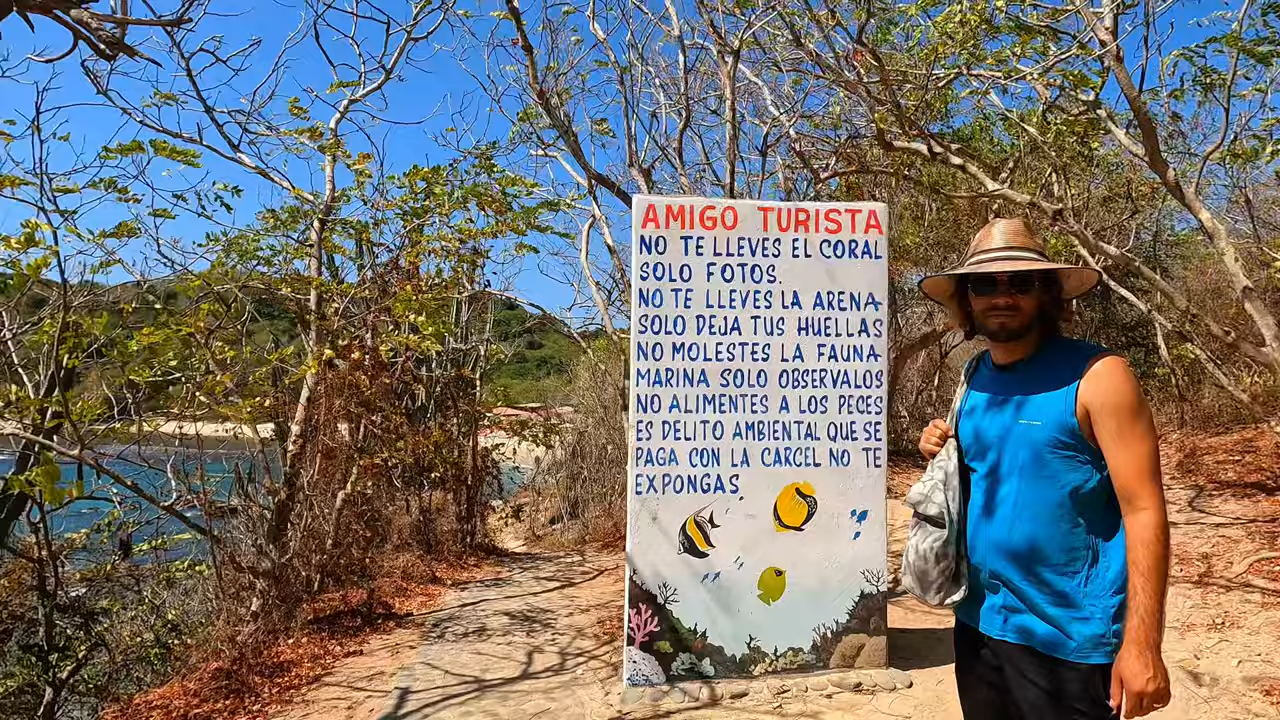 AMIGO TURISTA
NO TE LLEVES EL CORAL
SOLO FOTOS.
NO TE LLEVES LA ARENA
SOLO DEJA TUS HUELLAS
NO MOLESTES LA FAUNA
MARINA SOLO OBSERVALOS
NO ALIMENTES A LOS PECES
ES DELITO AMBIENTAL QUE SE
PAGA CON LA CARCEL NO TE
EXPONGAS